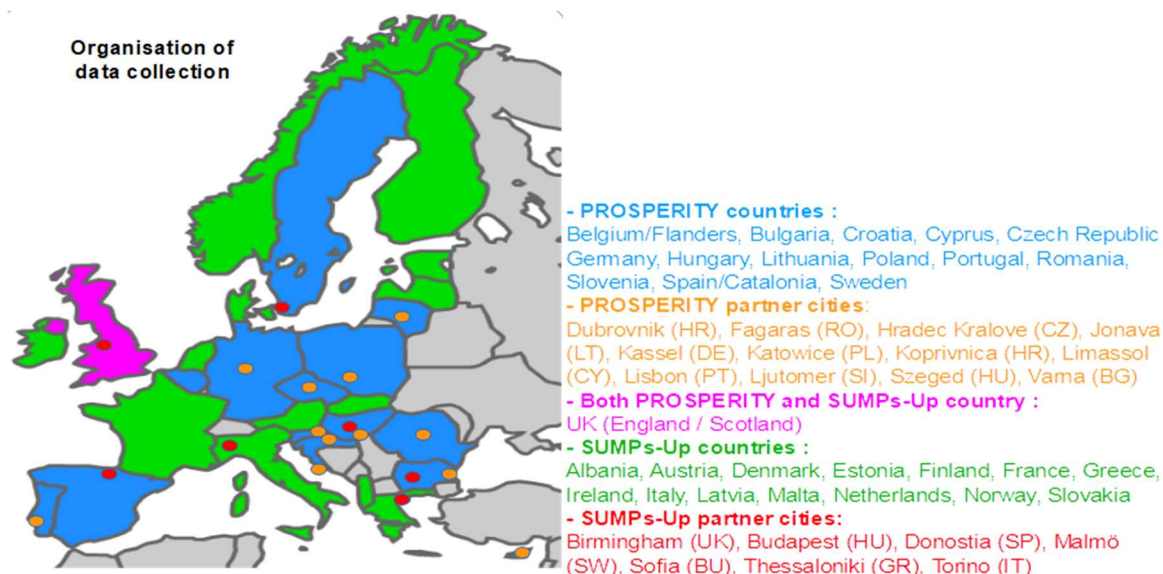 Organisation of
data collection
- PROSPERITY countries :
Belgium/Flanders, Bulgaria, Croatia, Cyprus, Czech Republic
Germany, Hungary, Lithuania, Poland, Portugal, Romania,
Slovenia, Spain/Catalonia, Sweden
- PROSPERITY partner cities:
Dubrovnik (HR), Fagaras (RO), Hradec Kralove (CZ), Jonava
(LT), Kassel (DE), Katowice (PL), Koprivnica (HR), Limassol
(CY), Lisbon (PT), Ljutomer (SI), Szeged (HU), Varna (BG)
- Both PROSPERITY and SUMPs-Up country :
UK (England / Scotland)
- SUMPs-Up countries :
Albania, Austria, Denmark, Estonia, Finland, France, Greece,
Ireland, Italy, Latvia, Malta, Netherlands, Norway, Slovakia
- SUMPs-Up partner cities:
Birmingham (UK), Budapest (HU), Donostia (SP), Malmö
(SW), Sofia (BU), Thessaloniki (GR), Torino (IT)